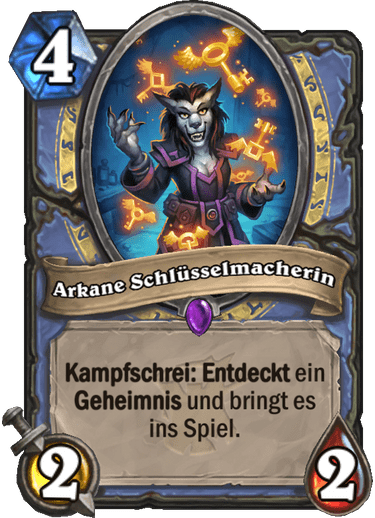 4
Arkane Schlüsselmacherin
Kampfschrei: Entdeckt ein
Geheimnis und bringt es
ins Spiel.
2
2